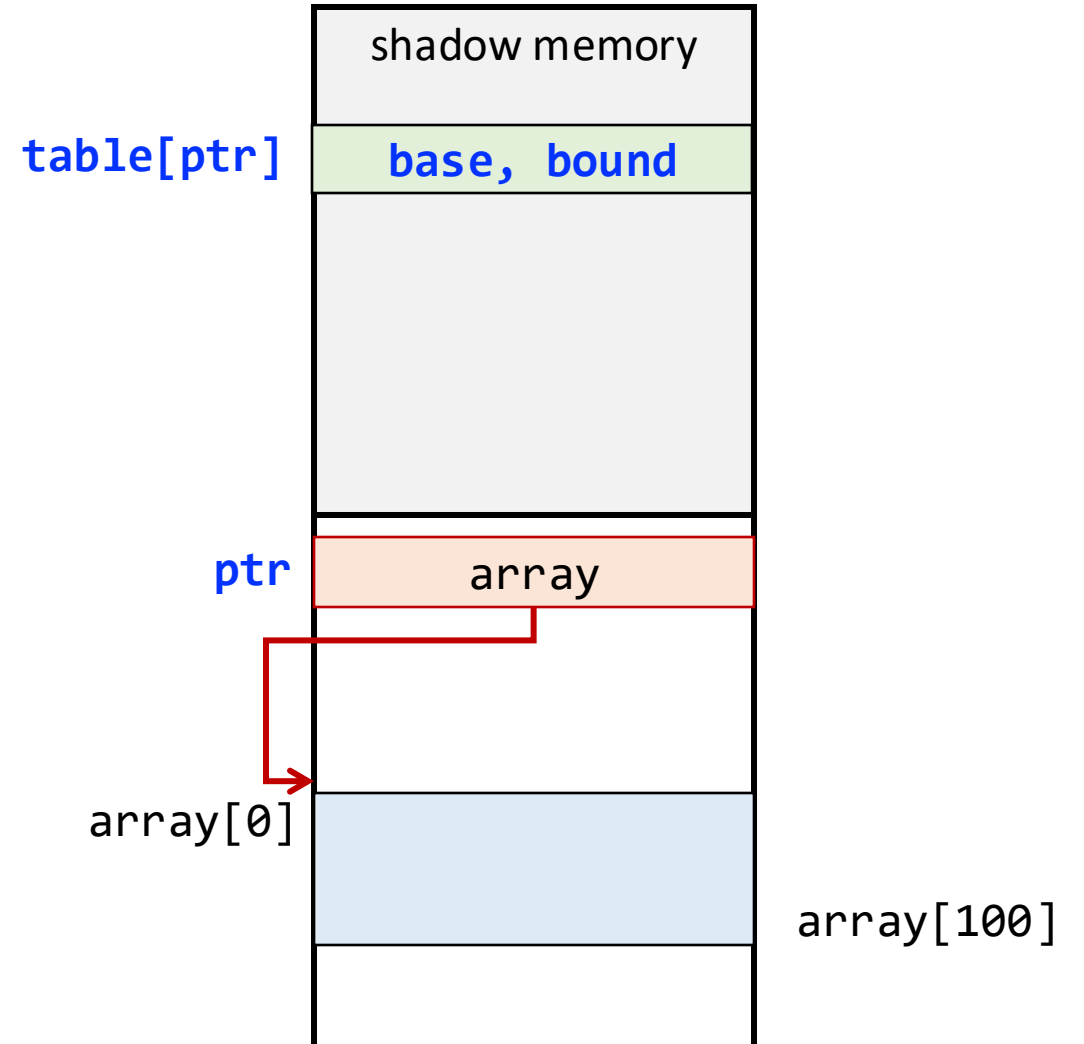 shadow memory
table[ptr]
base, bound
ptr
array
array[0]
array[100]